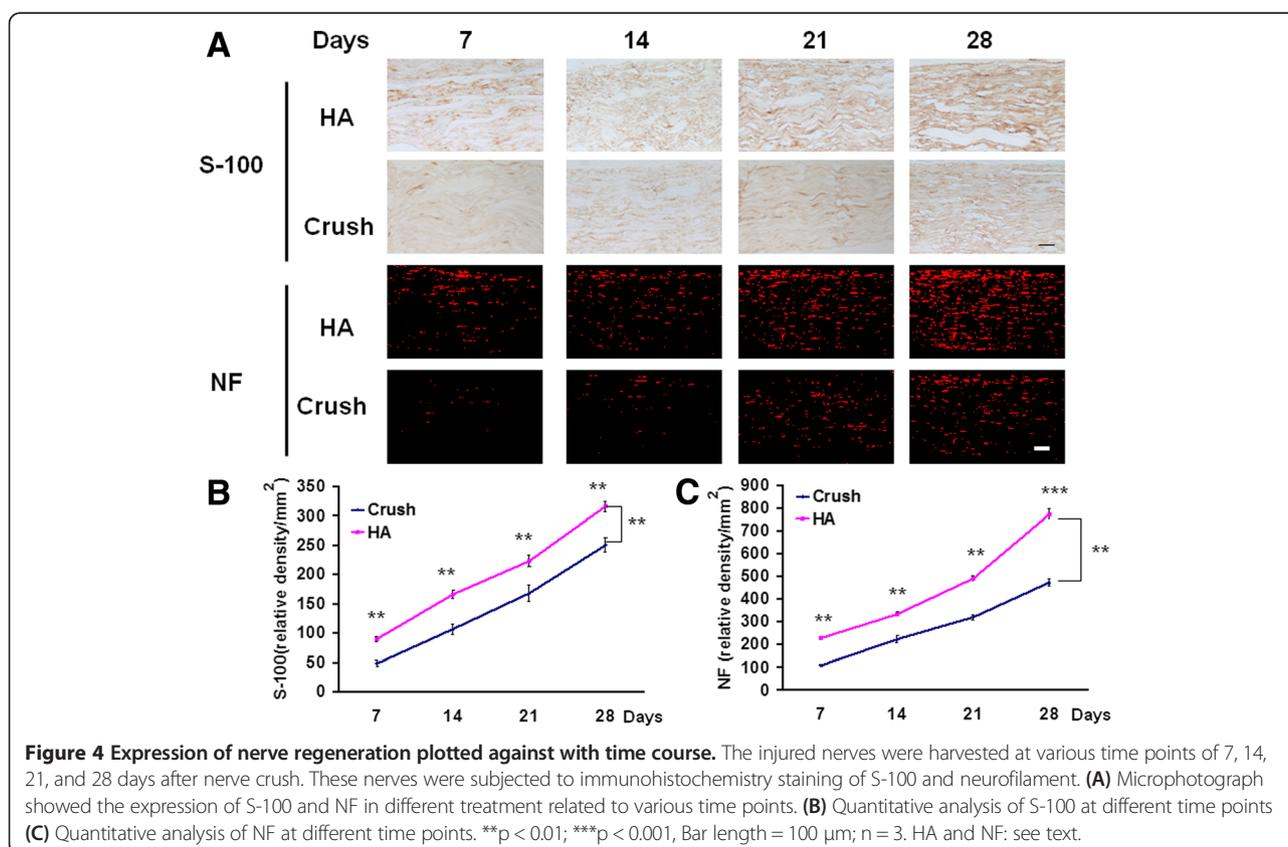 A Days 7 14 21 28
HA
S-100
Crush
HA
NF
Crush
B
S-100(relative density/mm²)
350
300
250
200
150
100
50
0
Crush
HA
**
**
**
**
**
7 14 21 28 Days
C
NF (relative density/mm²)
900
800
700
600
500
400
300
200
100
0
Crush
HA
**
**
**
***
**
7 14 21 28 Days
Figure 4 Expression of nerve regeneration plotted against with time course. The injured nerves were harvested at various time points of 7, 14,
21, and 28 days after nerve crush. These nerves were subjected to immunohistochemistry staining of S-100 and neurofilament. (A) Microphotograph
showed the expression of S-100 and NF in different treatment related to various time points. (B) Quantitative analysis of S-100 at different time points
(C) Quantitative analysis of NF at different time points. **p < 0.01; ***p < 0.001, Bar length = 100 μm; n = 3. HA and NF: see text.